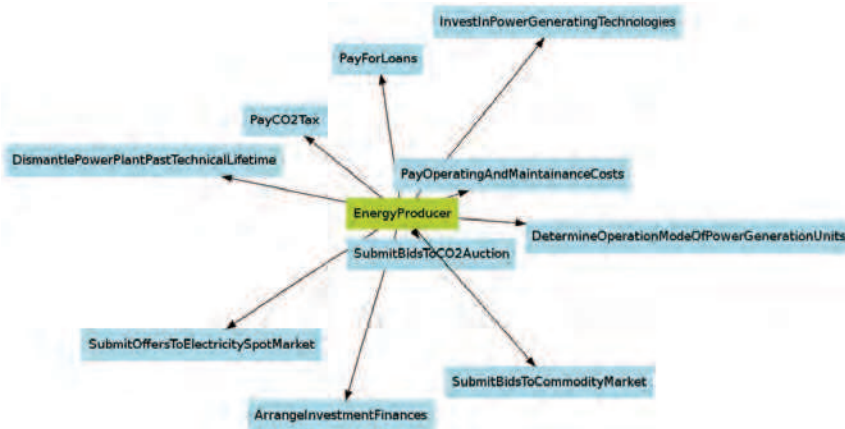 InvestInPowerGeneratingTechnologies
PayForLoans
PayCO2Tax
DismantlePowerPlantPastTechnicalLifetime
PayOperatingAndMaintainanceCosts
EnergyProducer
DetermineOperationModeOfPowerGenerationUnits
SubmitBidsToCO2Auction
SubmitOffersToElectricitySpotMarket
SubmitBidsToCommodityMarket
ArrangeInvestmentFinances